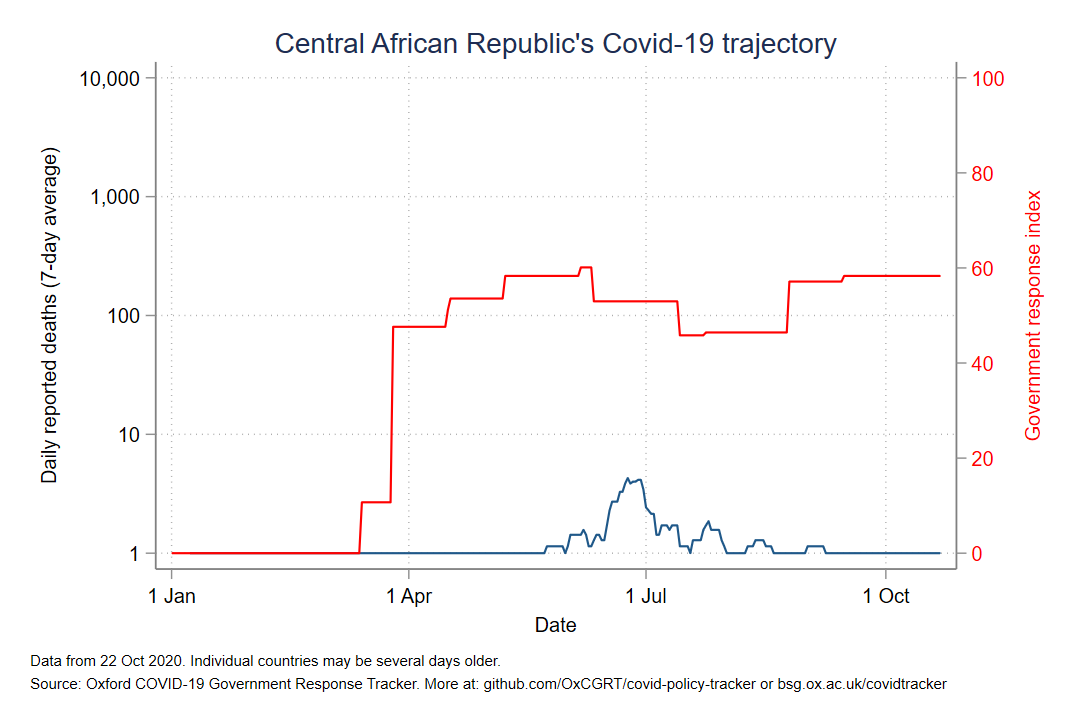 Central African Republic's Covid-19 trajectory
10,000
1,000
100
10
1
Daily reported deaths (7-day average)
100
80
60
40
20
0
Government response index
1 Jan
1 Apr
1 Jul
1 Oct
Date
Data from 22 Oct 2020. Individual countries may be several days older.
Source: Oxford COVID-19 Government Response Tracker. More at: github.com/OxCGRT/covid-policy-tracker or bsg.ox.ac.uk/covidtracker